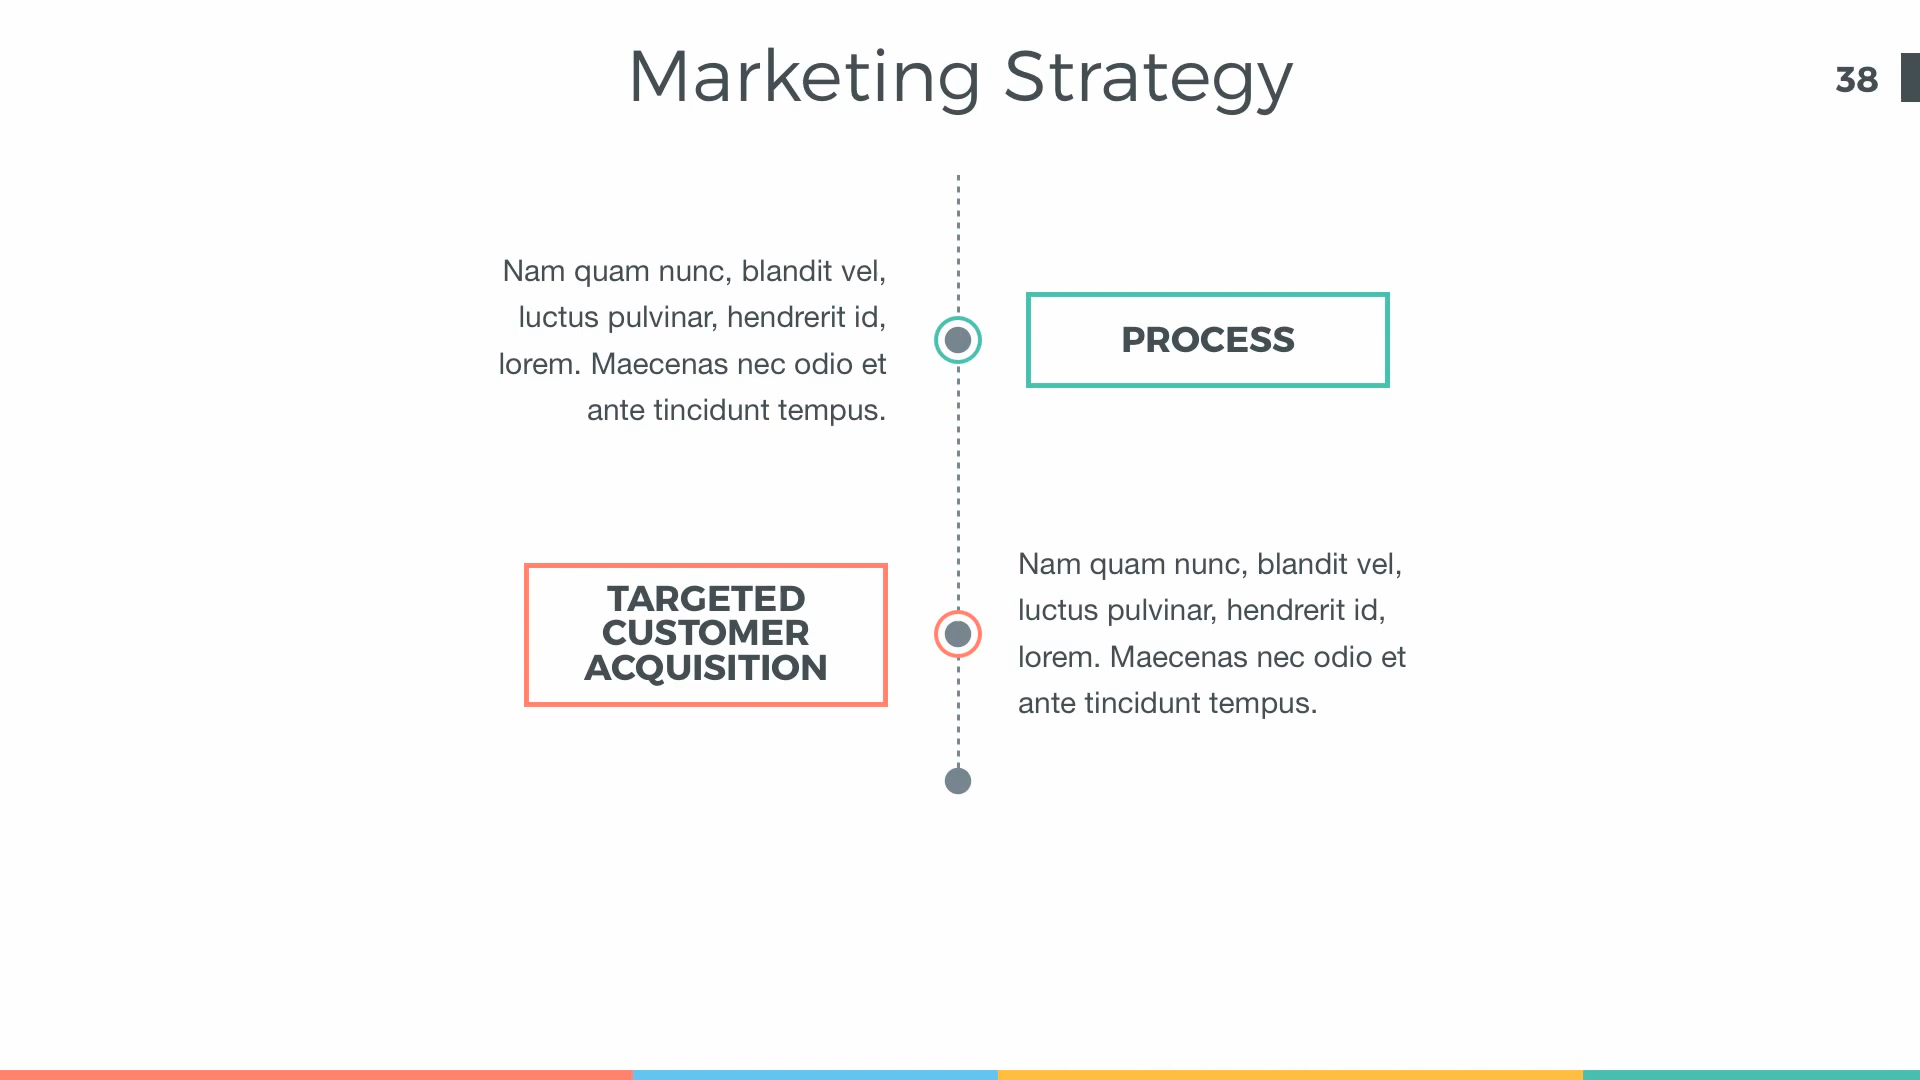 Marketing Strategy
38
Nam quam nunc, blandit vel,
luctus pulvinar, hendrerit id,
lorem. Maecenas nec odio et
ante tincidunt tempus.
PROCESS
TARGETED
CUSTOMER
ACQUISITION
Nam quam nunc, blandit vel,
luctus pulvinar, hendrerit id,
lorem. Maecenas nec odio et
ante tincidunt tempus.